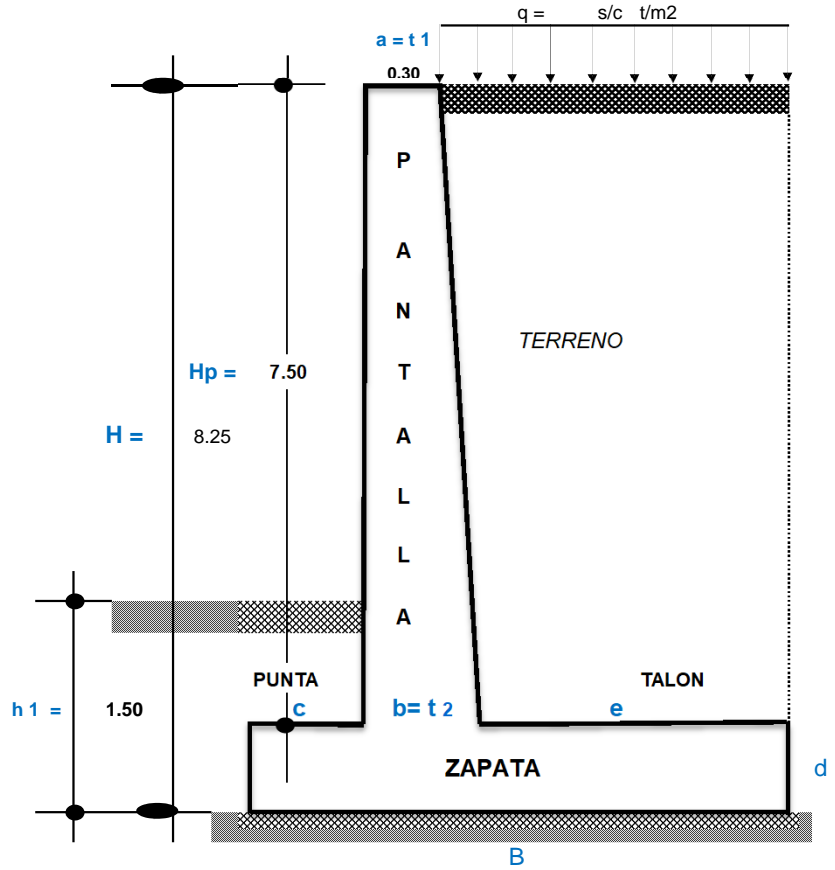 q = s/c t/m2
a = t 1
0.30
P
A
N
T
A
L
L
A
TERRENO
Hp = 7.50
H = 8.25
PUNTA
TALON
h 1 = 1.50
c
b= t 2
e
ZAPATA
d
B